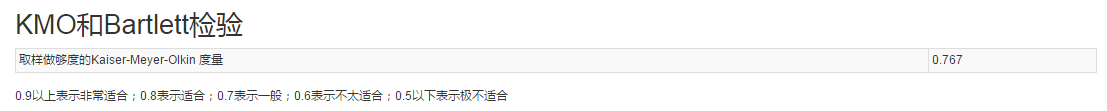 KMO和Bartlett检验
取样做够度的Kaiser-Meyer-Olkin 度量 0.767
0.9以上表示非常适合；0.8表示适合；0.7表示一般；0.6表示不太适合；0.5以下表示极不适合